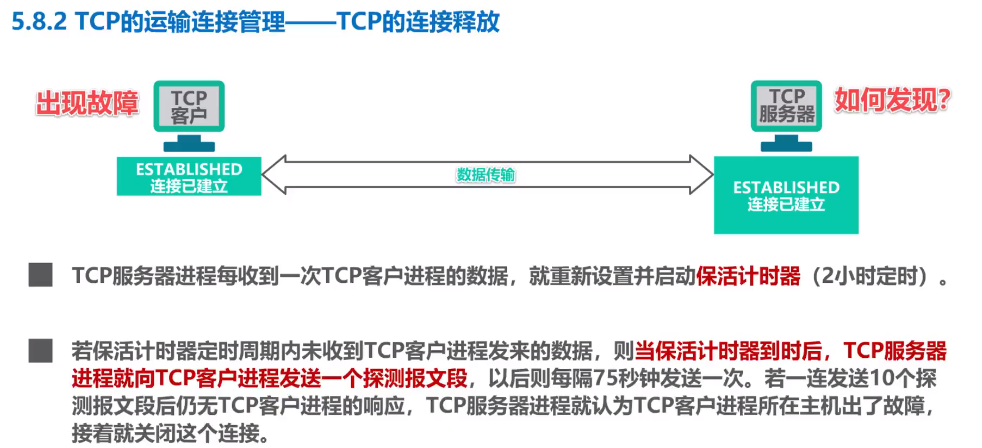 5.8.2 TCP的运输连接管理——TCP的连接释放
出现故障
TCP
客户
TCP
服务器
如何发现？
ESTABLISHED
连接已建立
数据传输
ESTABLISHED
连接已建立
TCP服务器进程每收到一次TCP客户进程的数据，就重新设置并启动保活计时器（2小时定时）。
若保活计时器定时周期内未收到TCP客户进程发来的数据，则当保活计时器到时后，TCP服务器
进程就向TCP客户进程发送一个探测报文段，以后则每隔75秒钟发送一次。若一连发送10个探
测报文段后仍无TCP客户进程的响应，TCP服务器进程就认为TCP客户进程所在主机出了故障，
接着就关闭这个连接。